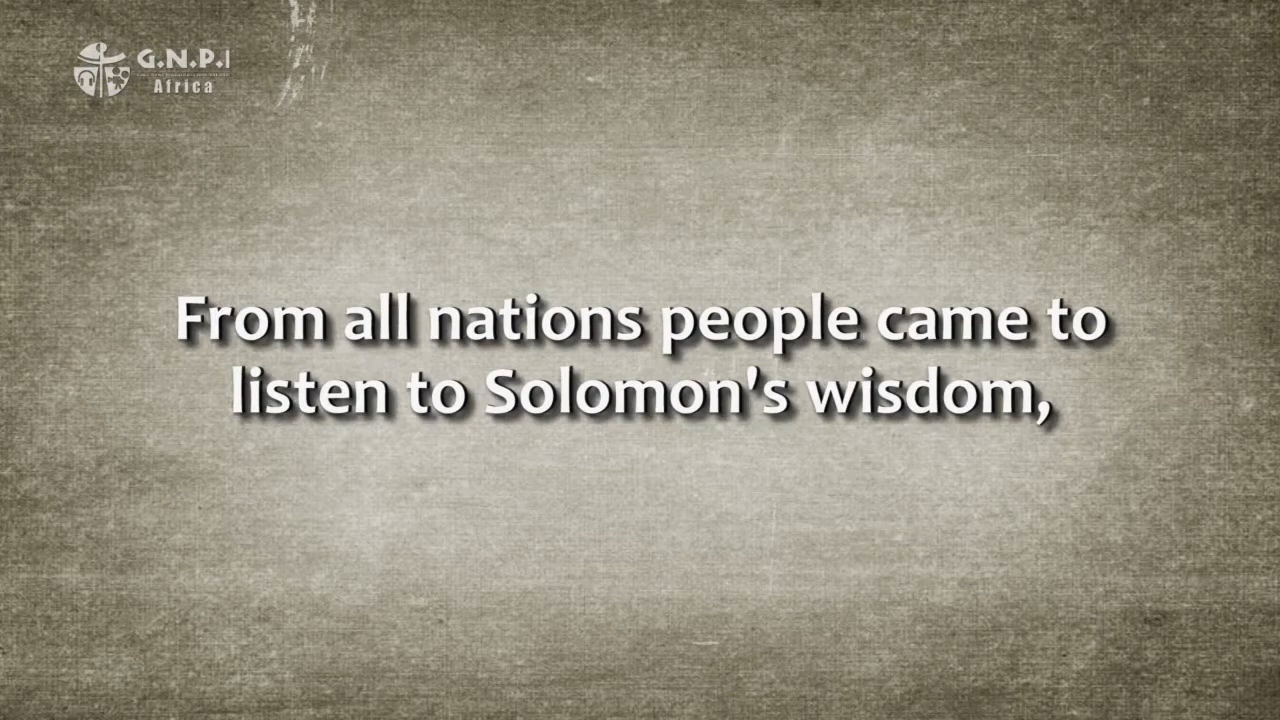 G.N.P.I
Africa
From all nations people came to
listen to Solomon's wisdom,